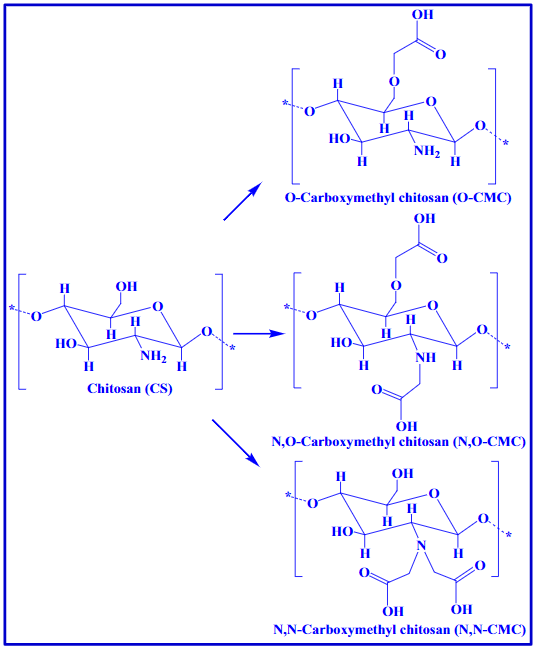 OH
O
O
H
O
*
O
H
H
O
*
HO
NH2
H
H
O-Carboxymethyl chitosan (O-CMC)
OH
O
O
H
O
*
O
H
H
O
*
HO
NH
H
H
O
OH
N,O-Carboxymethyl chitosan (N,O-CMC)
H
OH
*
O
O
H
H
O
*
HO
NH2
H
H
Chitosan (CS)
H
OH
*
O
O
H
H
O
*
HO
H
N
H
O
O
OH
OH
N,N-Carboxymethyl chitosan (N,N-CMC)